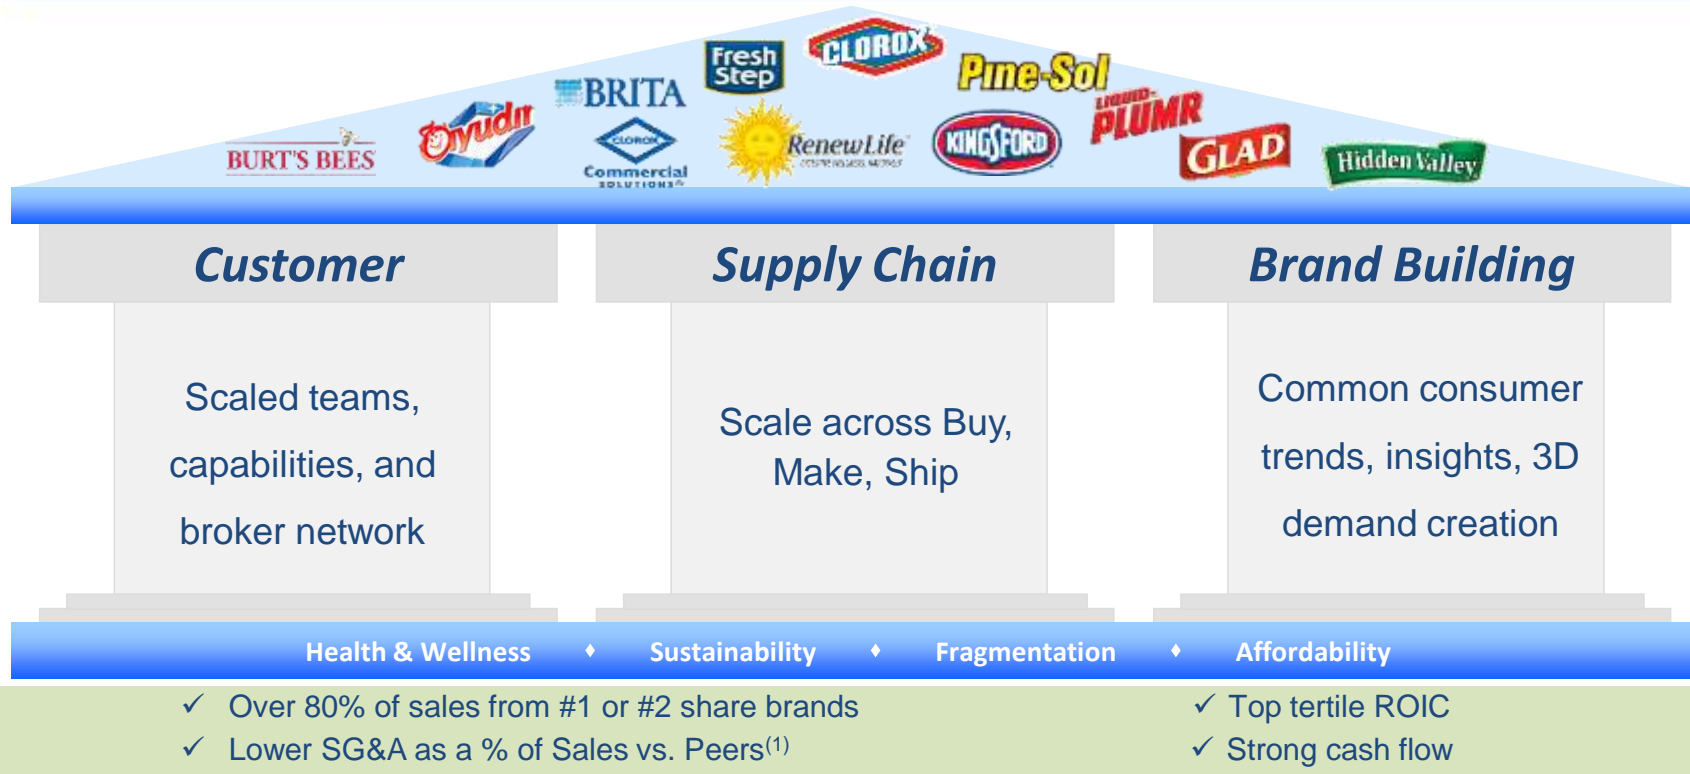 CLOROX
Fresh
Step
Pine-Sol
BRITA
LIQUID-
PLUMR
Ayudin
BURT'S BEES
CLOROX
Commercial
SOLUTIONS
RenewLife
KINGSFORD
GLAD
Hidden Valley
Customer
Supply Chain
Brand Building
Scaled teams,
capabilities, and
broker network
Scale across Buy,
Make, Ship
Common consumer
trends, insights, 3D
demand creation
Health & Wellness ♦ Sustainability ♦ Fragmentation ♦ Affordability
✓ Over 80% of sales from #1 or #2 share brands
✓ Lower SG&A as a % of Sales vs. Peers(1)
✓ Top tertile ROIC
✓ Strong cash flow